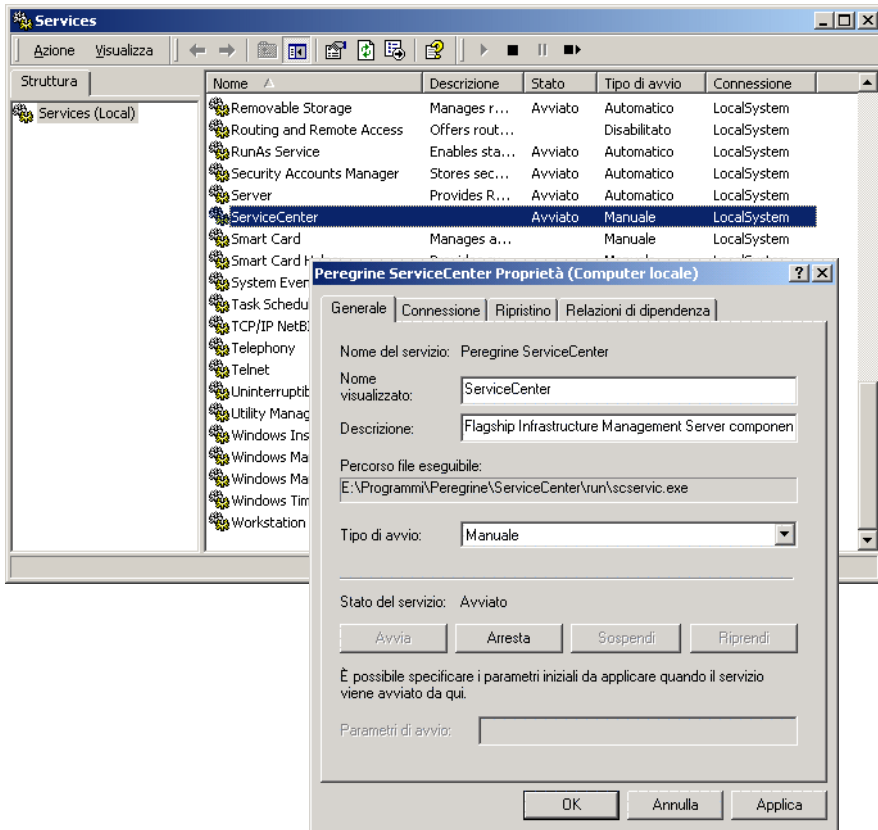 Services
Azione Visualizza
Struttura
Services (Local)
Nome Descrizione Stato Tipo di avvio Connessione
Removable Storage Manages r... Avviato Automatico LocalSystem
Routing and Remote Access Offers rout... Disabilitato LocalSystem
RunAs Service Enables sta... Avviato Automatico LocalSystem
Security Accounts Manager Stores sec... Avviato Automatico LocalSystem
Server Provides R... Avviato Automatico LocalSystem
ServiceCenter Avviato Manuale LocalSystem
Smart Card Manages a... Manuale LocalSystem
Smart Card
System Even
Task Schedu
TCP/IP NetB
Telephony
Telnet
Uninterruptib
Utility Manag
Windows Ins
Windows Ma
Windows Ma
Windows Tim
Workstation
Peregrine ServiceCenter Proprietà (Computer locale)
Generale Connessione Ripristino Relazioni di dipendenza
Nome del servizio: Peregrine ServiceCenter
Nome visualizzato: ServiceCenter
Descrizione: Flagship Infrastructure Management Server componen
Percorso file eseguibile:
E:\Programmi\Peregrine\ServiceCenter\run\scservic.exe
Tipo di avvio: Manuale
Stato del servizio: Avviato
Avvia Arresta Sospendi Riprendi
È possibile specificare i parametri iniziali da applicare quando il servizio
viene avviato da qui.
Parametri di avvio:
OK Annulla Applica